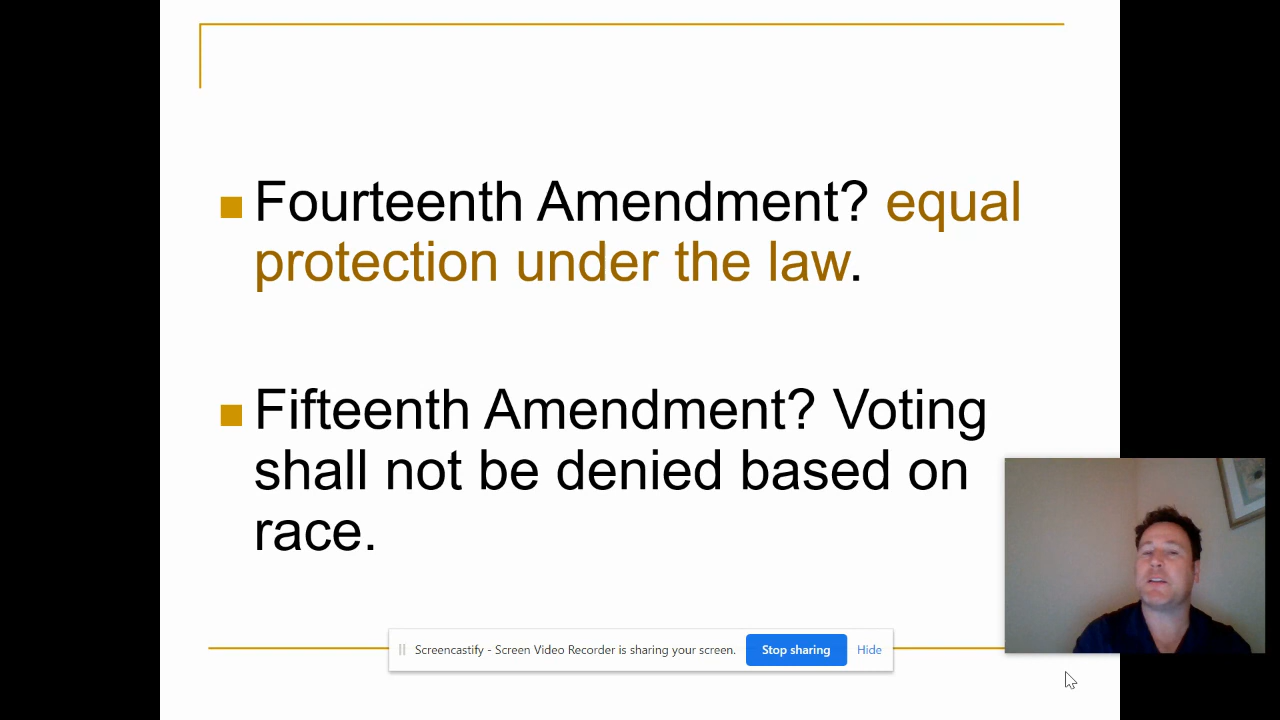 Fourteenth Amendment? equal
protection under the law.
Fifteenth Amendment? Voting
shall not be denied based on
race.
Screencastify - Screen Video Recorder is sharing your screen. Stop sharing Hide